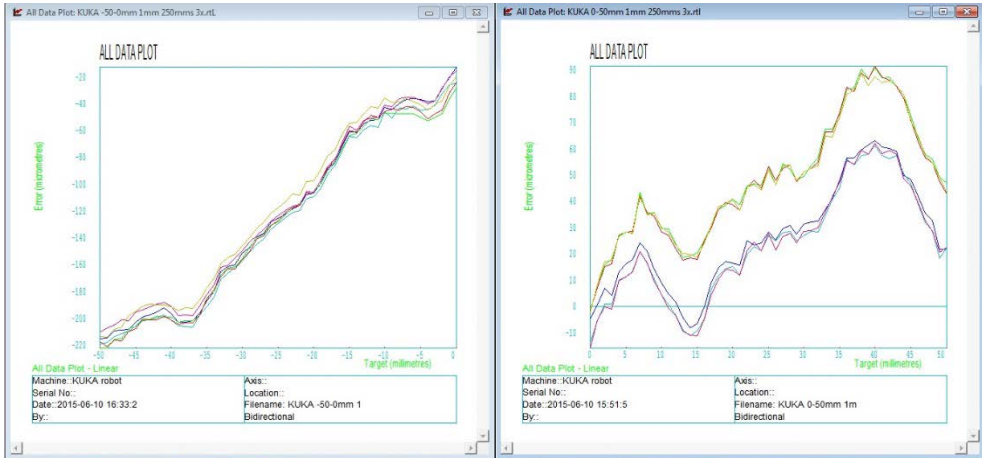 All Data Plot: KUKA -50-0mm 1mm 250mms 3x.rtL
ALL DATA PLOT
Error (micrometres)
-20
-40
-60
-80
-100
-120
-140
-160
-180
-200
-220
-50 -45 -40 -35 -30 -25 -20 -15 -10 -5 0
Target (millimetres)
All Data Plot - Linear
Machine::KUKA robot
Serial No::
Date::2015-06-10 16:33:2
By::
Axis::
Location::
Filename: KUKA -50-0mm 1
Bidirectional
All Data Plot: KUKA 0-50mm 1mm 250mms 3x.rtl
ALL DATA PLOT
Error (micrometres)
90
80
70
60
50
40
30
20
10
0
-10
0 5 10 15 20 25 30 35 40 45 50
Target (millimetres)
All Data Plot - Linear
Machine::KUKA robot
Serial No::
Date::2015-06-10 15:51:5
By::
Axis::
Location::
Filename: KUKA 0-50mm 1m
Bidirectional